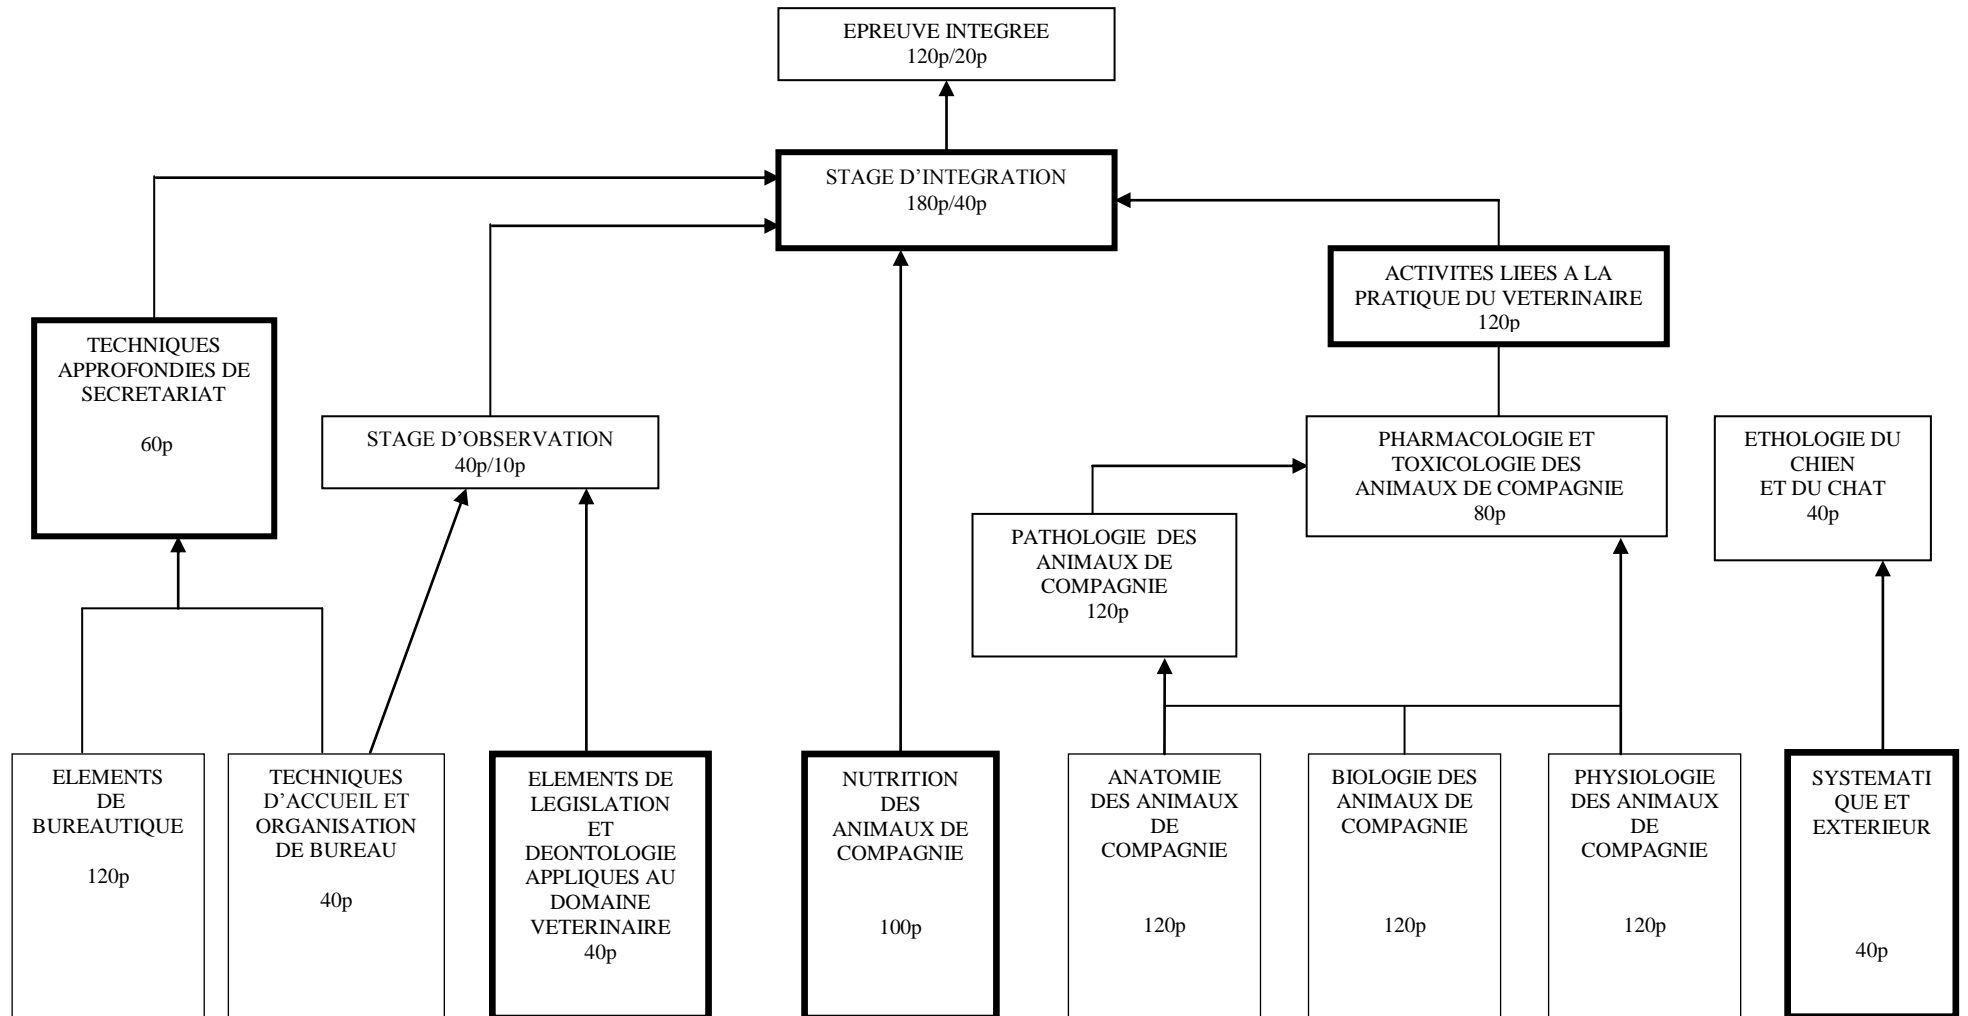 EPREUVE INTEGREE
120p/20p
STAGE D'INTEGRATION
180p/40p
ACTIVITES LIEES A LA
PRATIQUE DU VETERINAIRE
120p
TECHNIQUES
APPROFONDIES DE
SECRETARIAT
60p
STAGE D'OBSERVATION
40p/10p
PHARMACOLOGIE ET
TOXICOLOGIE DES
ANIMAUX DE COMPAGNIE
80p
ETHOLOGIE DU
CHIEN
ET DU CHAT
40p
PATHOLOGIE DES
ANIMAUX DE
COMPAGNIE
120p
ELEMENTS
DE
BUREAUTIQUE
120p
TECHNIQUES
D'ACCUEIL ET
ORGANISATION
DE BUREAU
40p
ELEMENTS DE
LEGISLATION
ET
DEONTOLOGIE
APPLIQUES AU
DOMAINE
VETERINAIRE
40p
NUTRITION
DES
ANIMAUX DE
COMPAGNIE
100p
ANATOMIE
DES ANIMAUX
DE
COMPAGNIE
120p
BIOLOGIE DES
ANIMAUX DE
COMPAGNIE
120p
PHYSIOLOGIE
DES ANIMAUX
DE
COMPAGNIE
120p
SYSTEMATI
QUE ET
EXTERIEUR
40p